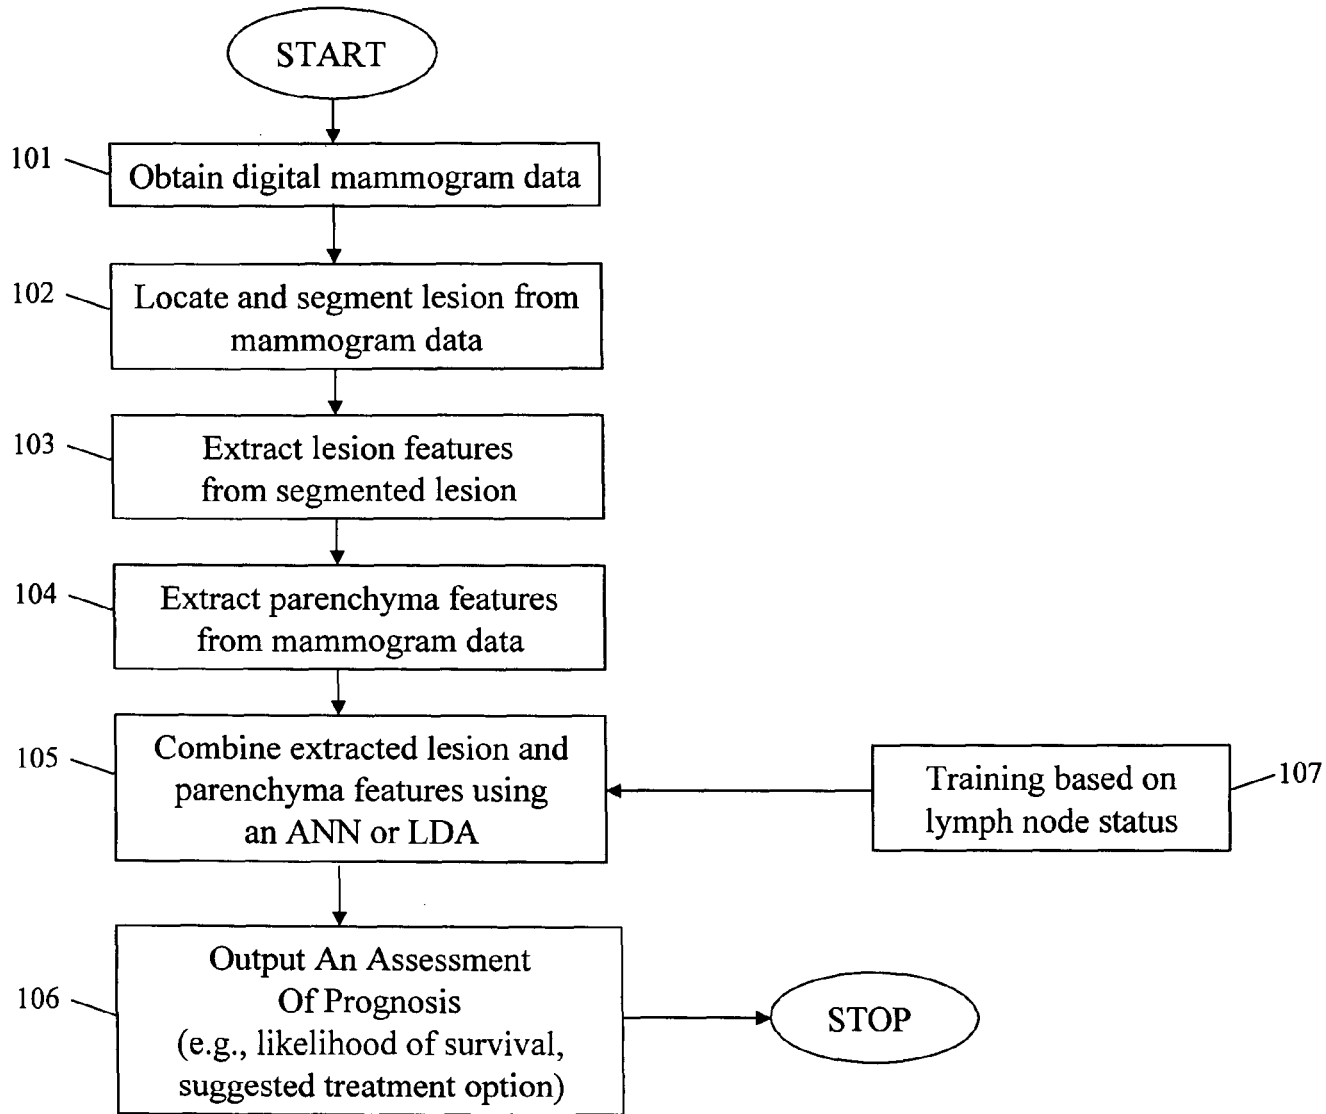 START
101
Obtain digital mammogram data
102
Locate and segment lesion from
mammogram data
103
Extract lesion features
from segmented lesion
104
Extract parenchyma features
from mammogram data
105
Combine extracted lesion and
parenchyma features using
an ANN or LDA
Training based on
lymph node status
107
106
Output An Assessment
Of Prognosis
(e.g., likelihood of survival,
suggested treatment option)
STOP